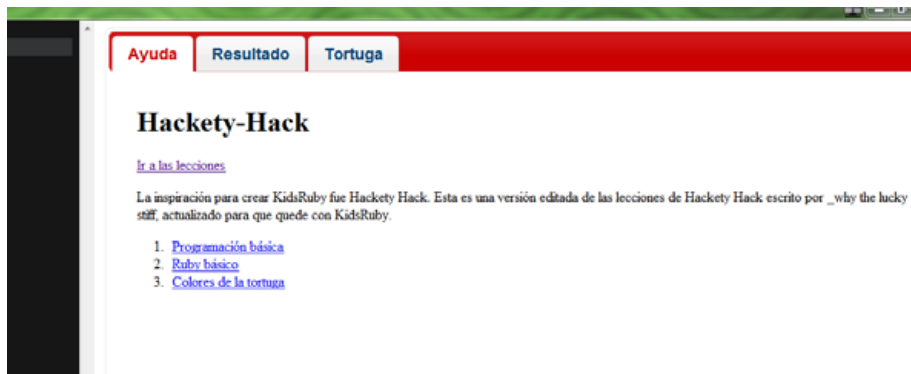 Ayuda Resultado Tortuga
Hackety-Hack
Ir a las lecciones
La inspiración para crear KidsRuby fue Hackety Hack. Esta es una versión editada de las lecciones de Hackety Hack escrito por _why the lucky
stiff, actualizado para que quede con KidsRuby.
1. Programación básica
2. Ruby básico
3. Colores de la tortuga